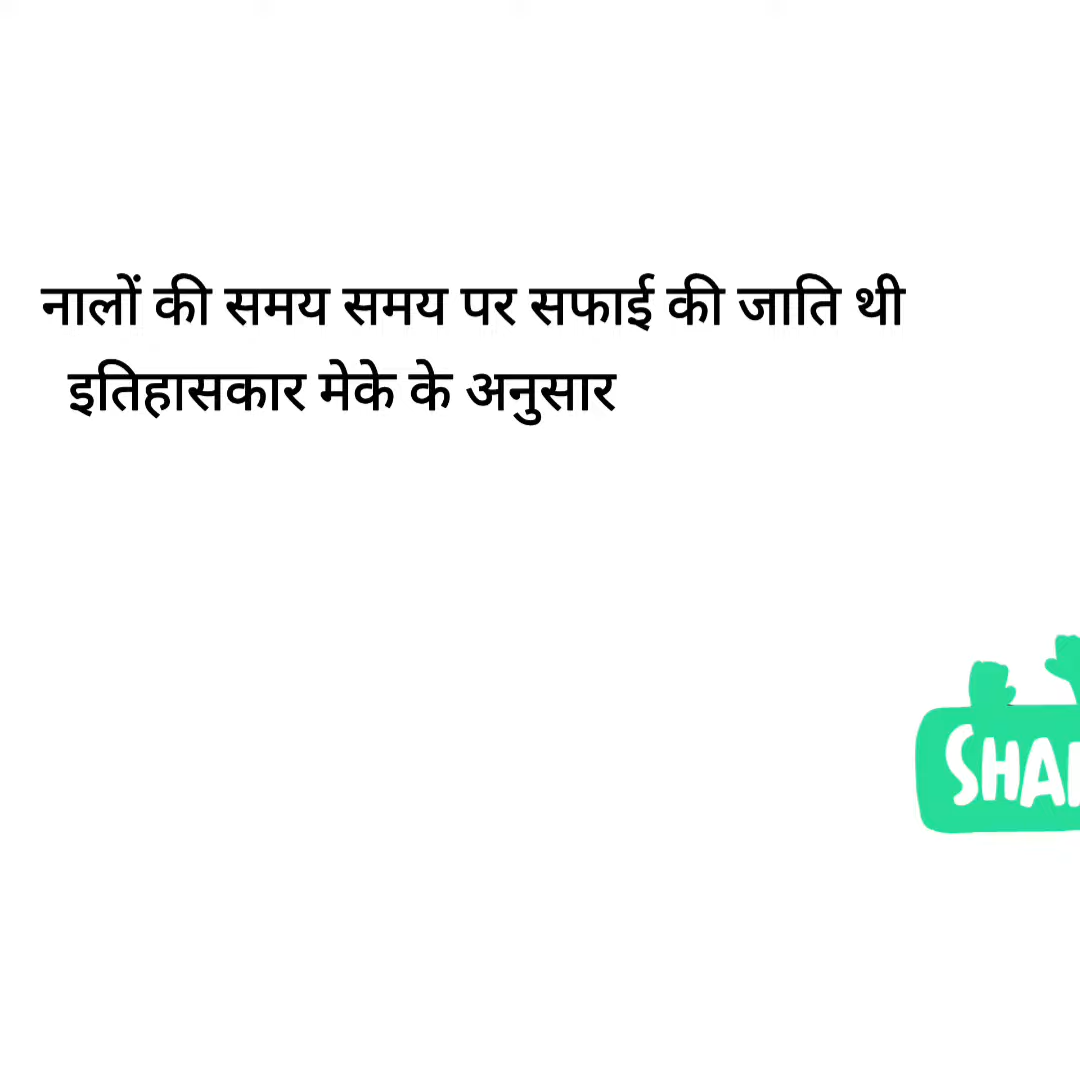 नालों की समय समय पर सफाई की जाति थी
इतिहासकार मेके के अनुसार